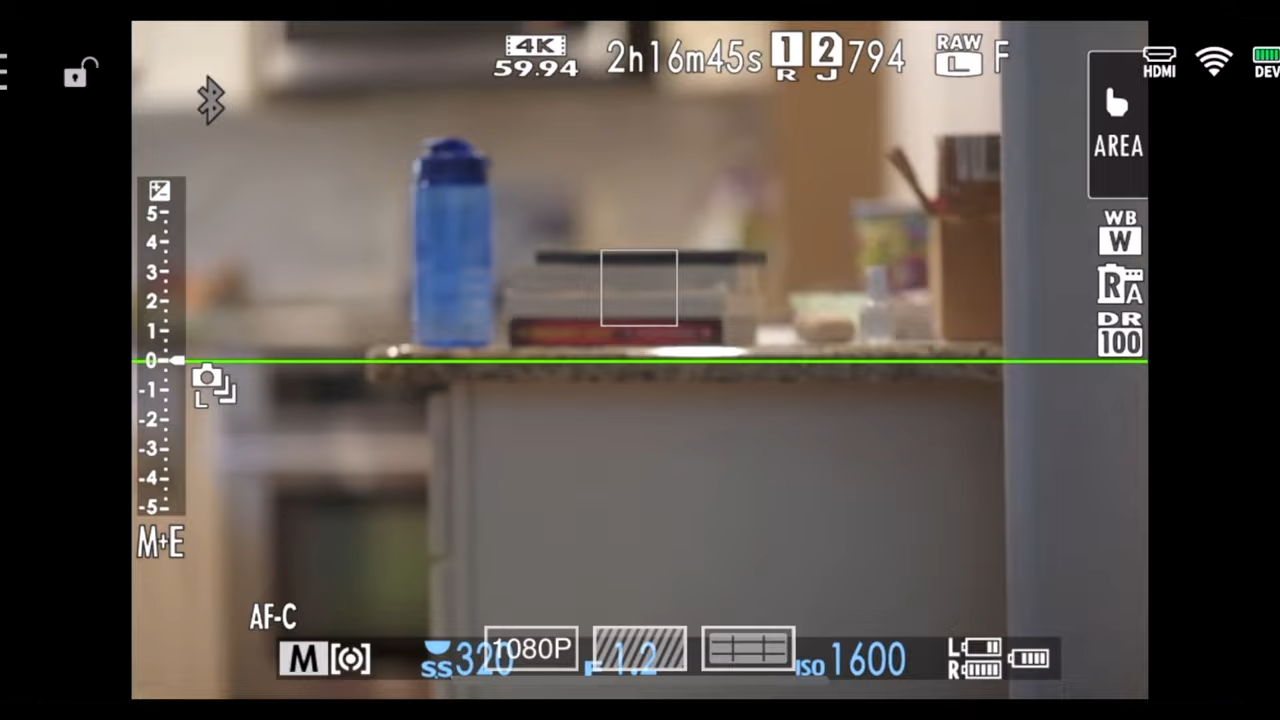 4K
59.94
2h16m45s
1
R
2
J
794
RAW
L
F
HDMI
DEV
AREA
WB
W
R
A
DR
100
5
4
3
2
1
0
-1
-2
-3
-4
-5
L
M+E
AF-C
M
SS 320
1080P
F 1.2
ISO 1600
L
R